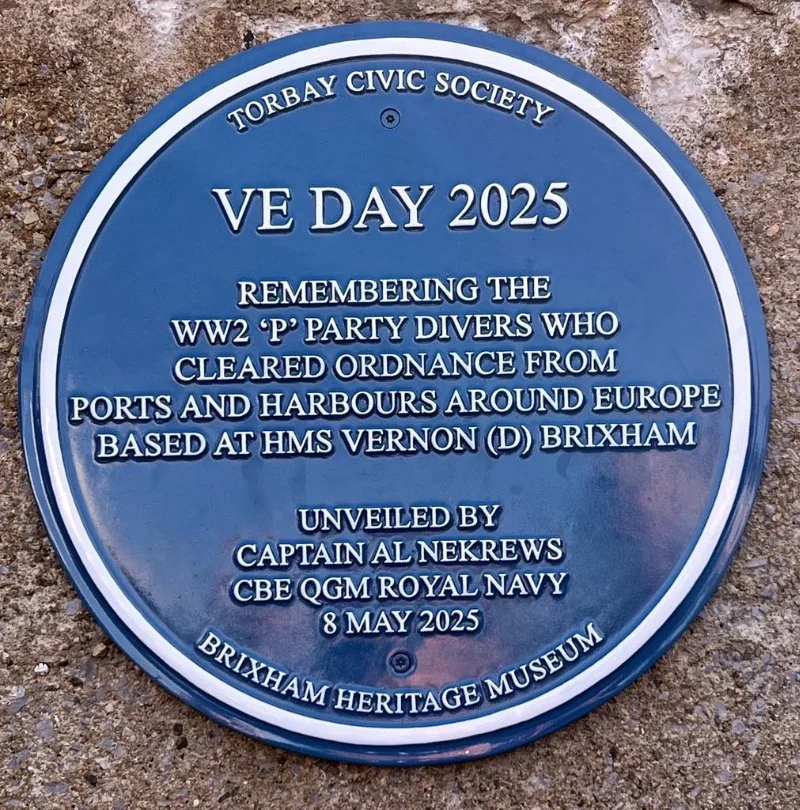 TORBAY CIVIC SOCIETY
VE DAY 2025
REMEMBERING THE
WW2 ‘P’ PARTY DIVERS WHO
CLEARED ORDNANCE FROM
PORTS AND HARBOURS AROUND EUROPE
BASED AT HMS VERNON (D) BRIXHAM
UNVEILED BY
CAPTAIN AL NEKREWS
CBE QGM ROYAL NAVY
8 MAY 2025
BRIXHAM HERITAGE MUSEUM